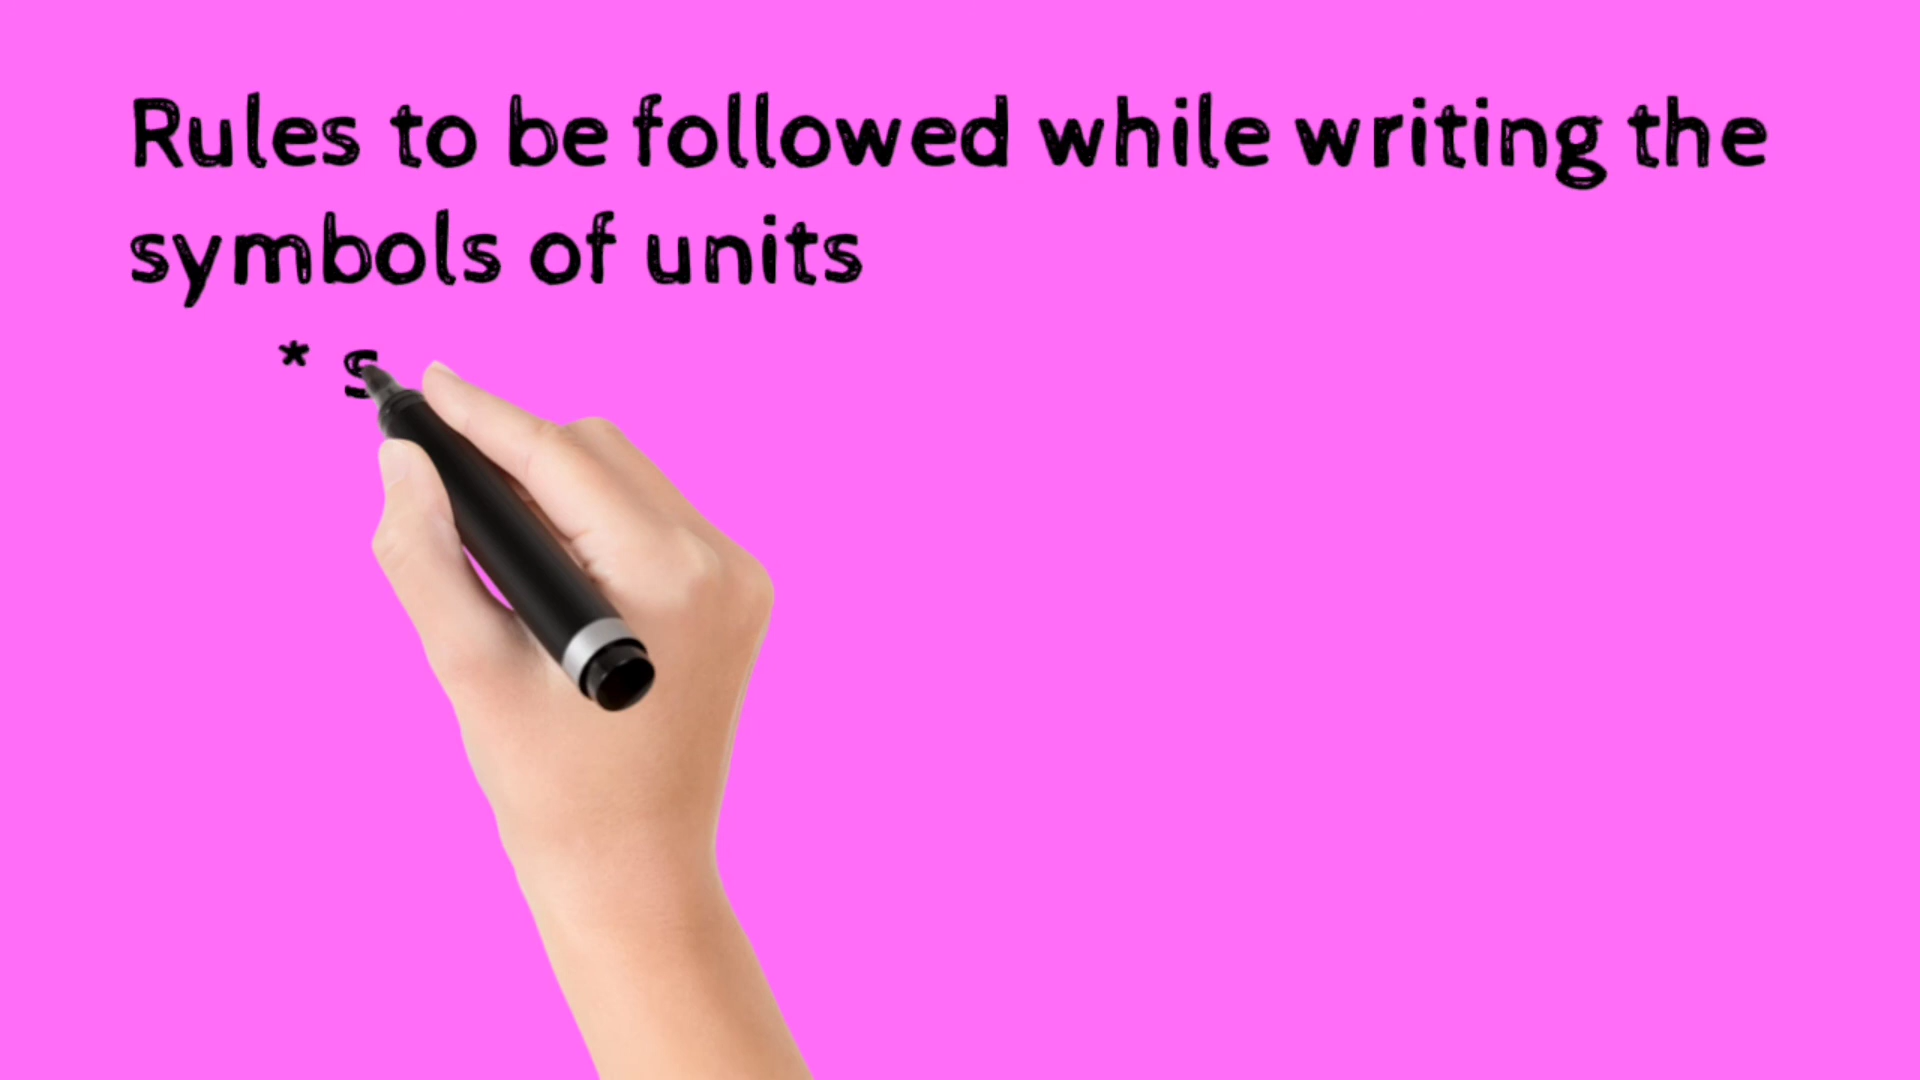 Rules to be followed while writing the
symbols of units
* s